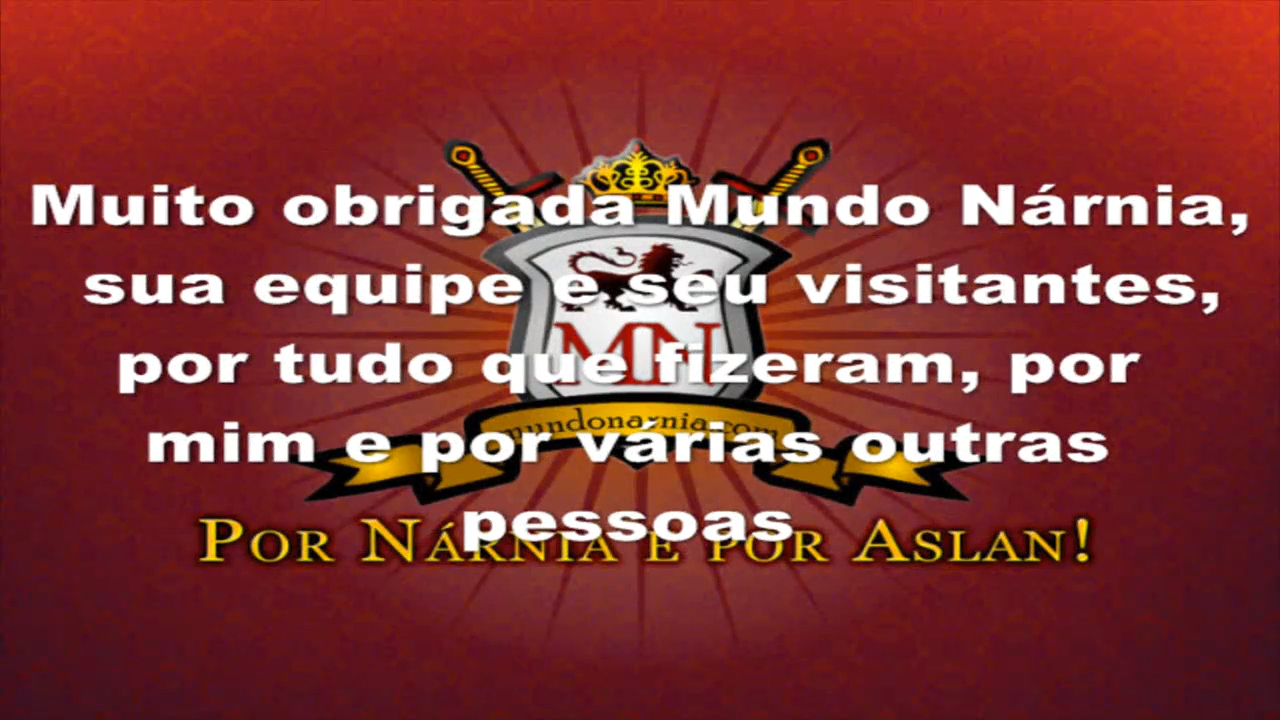 Muito obrigada Mundo Nárnia,
sua equipe e seu visitantes,
por tudo que fizeram, por
mim e por várias outras
pessoas
MN
mundonarnia.com
POR NÁRNIA E POR ASLAN!